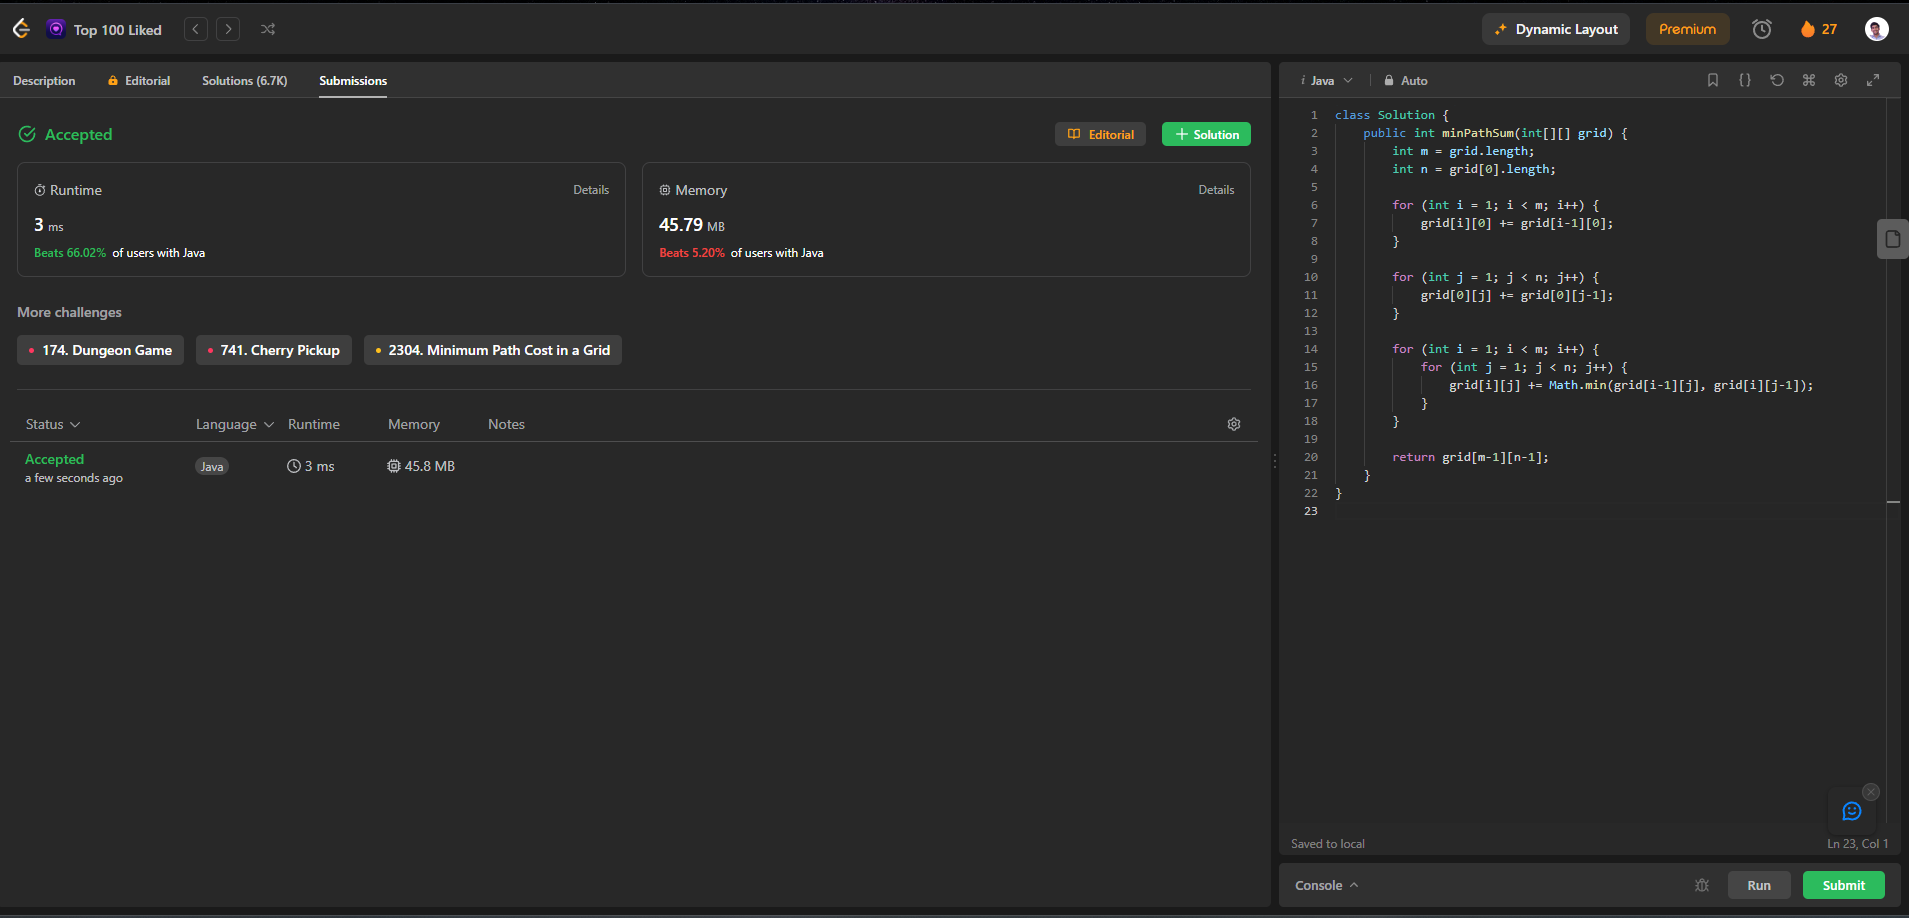 Top 100 Liked
Dynamic Layout
Premium
27
Description
Editorial
Solutions (6.7K)
Submissions
Accepted
Editorial
Solution
Runtime
Details
3 ms
Beats 66.02% of users with Java
Memory
Details
45.79 MB
Beats 5.20% of users with Java
More challenges
174. Dungeon Game
741. Cherry Pickup
2304. Minimum Path Cost in a Grid
Status
Language
Runtime
Memory
Notes
Accepted
a few seconds ago
Java
3 ms
45.8 MB
i Java
Auto
1 class Solution {
2     public int minPathSum(int[][] grid) {
3         int m = grid.length;
4         int n = grid[0].length;
5
6         for (int i = 1; i < m; i++) {
7             grid[i][0] += grid[i-1][0];
8         }
9
10         for (int j = 1; j < n; j++) {
11             grid[0][j] += grid[0][j-1];
12         }
13
14         for (int i = 1; i < m; i++) {
15             for (int j = 1; j < n; j++) {
16                 grid[i][j] += Math.min(grid[i-1][j], grid[i][j-1]);
17             }
18         }
19
20         return grid[m-1][n-1];
21     }
22 }
23
Saved to local
Ln 23, Col 1
Console
Run
Submit